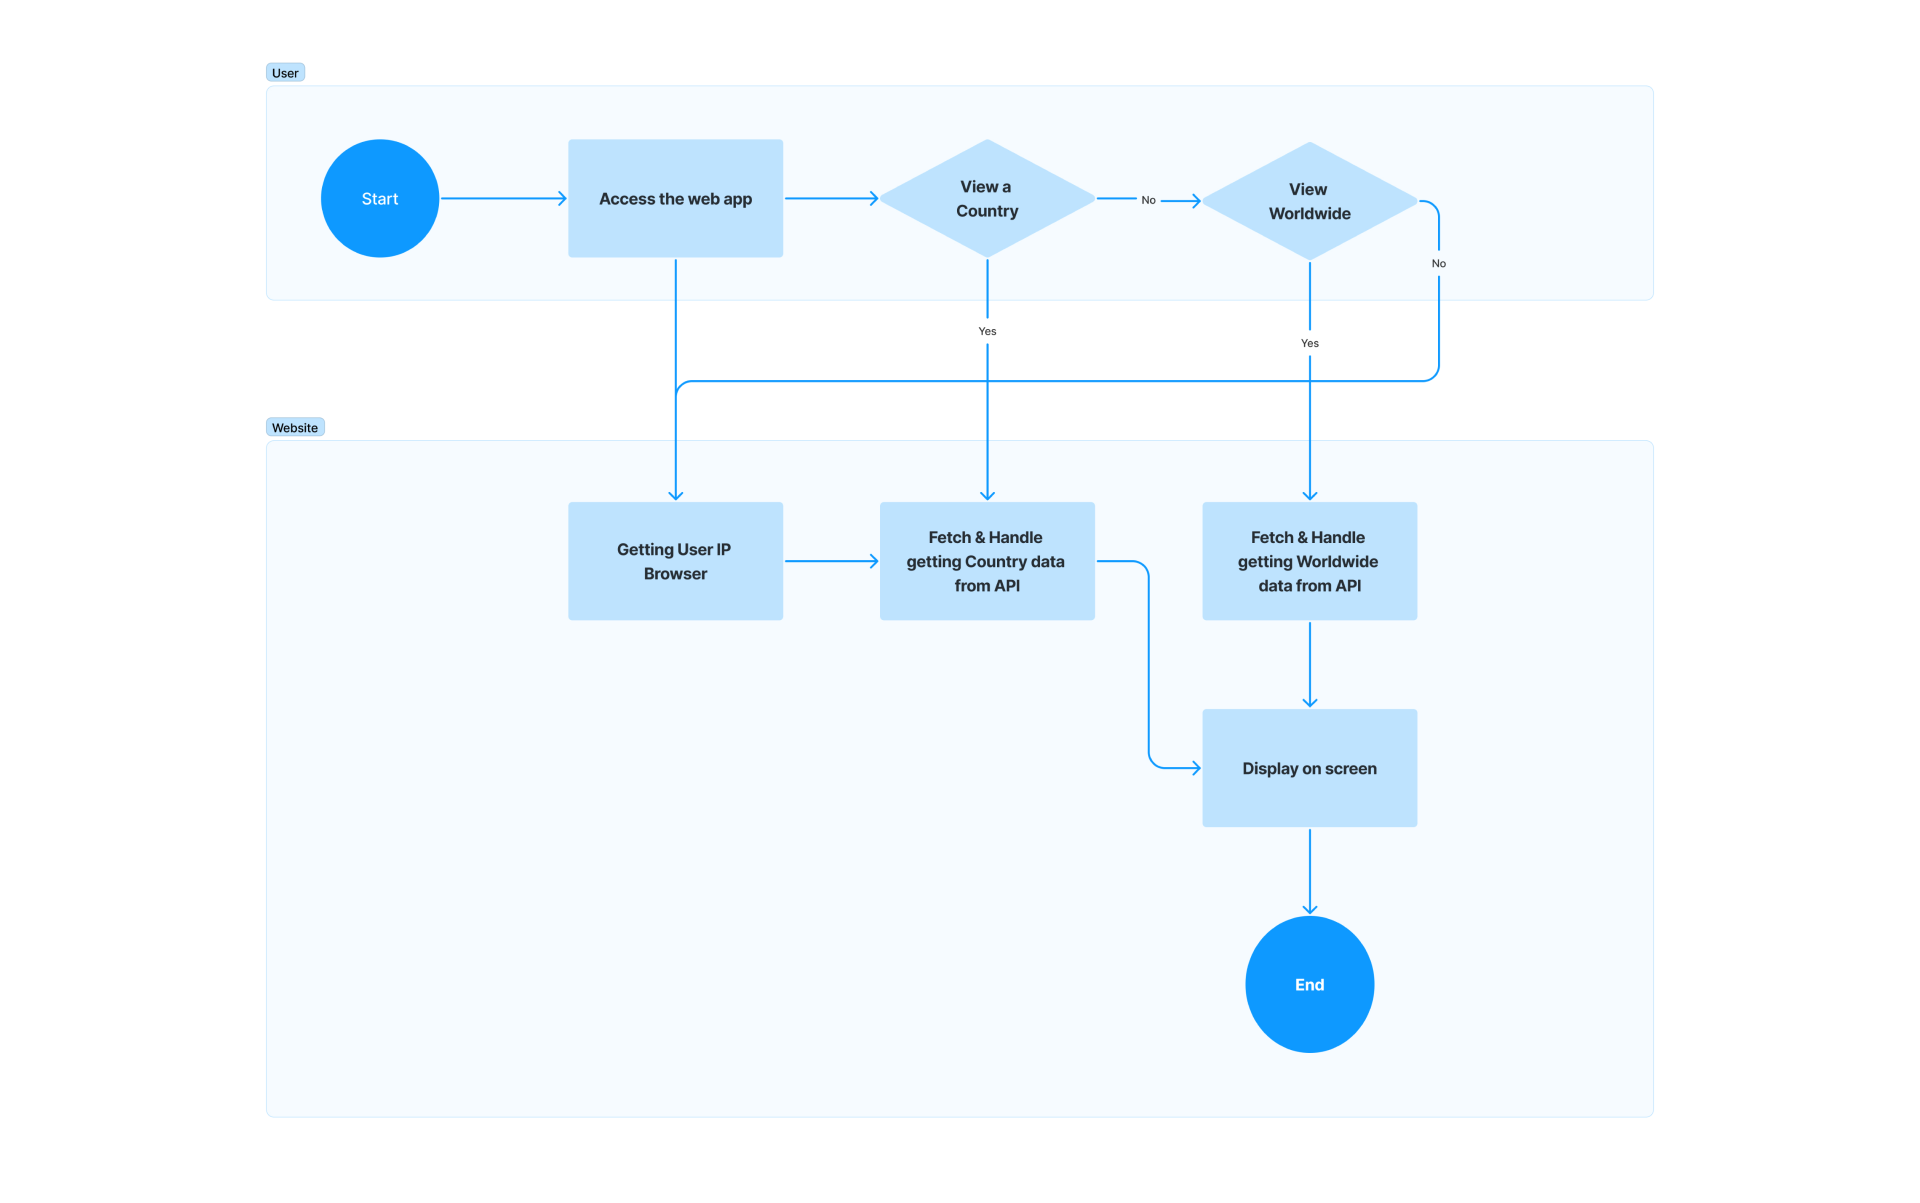 User
Start
Access the web app
View a
Country
No
View
Worldwide
No
Yes
Yes
Website
Getting User IP
Browser
Fetch & Handle
getting Country data
from API
Fetch & Handle
getting Worldwide
data from API
Display on screen
End